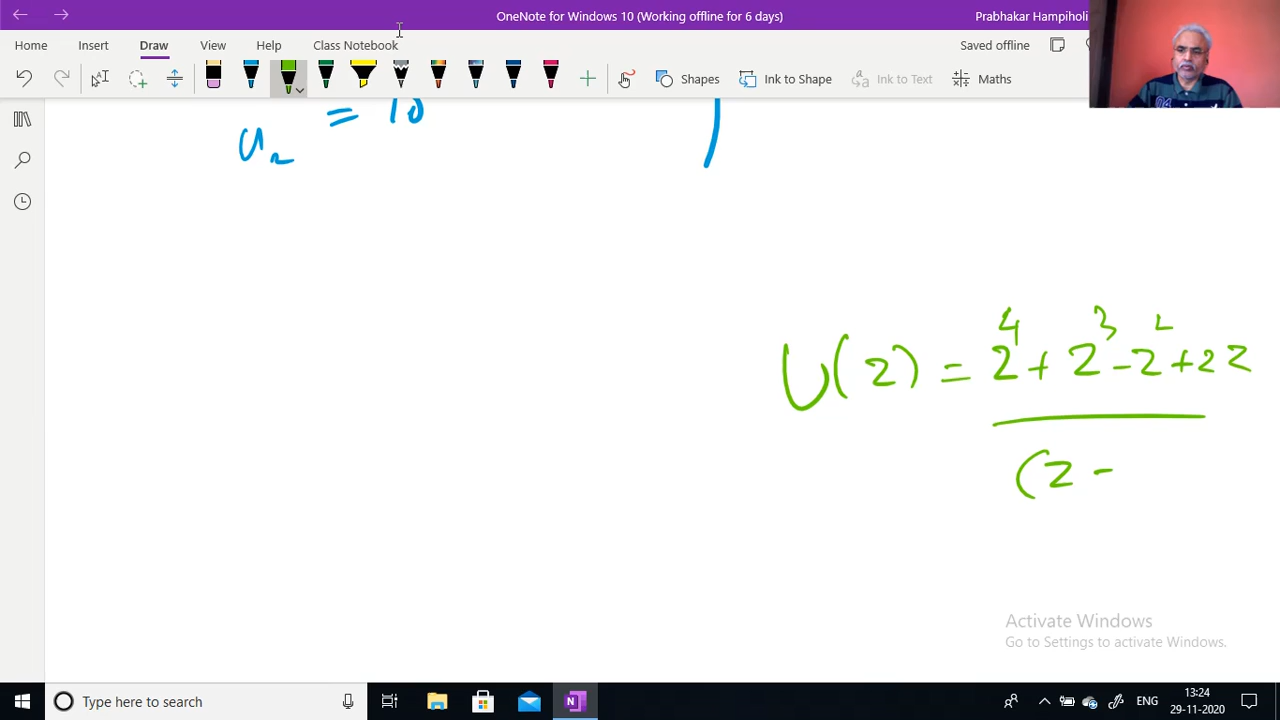 OneNote for Windows 10 (Working offline for 6 days)
Prabhakar Hampiholi
Home Insert Draw View Help Class Notebook
Saved offline
Shapes Ink to Shape Ink to Text Maths
u₂ = 10
U(z) = z⁴ + z³ - z² + 2z
(z -
Activate Windows
Go to Settings to activate Windows.
Type here to search
ENG
13:24
29-11-2020